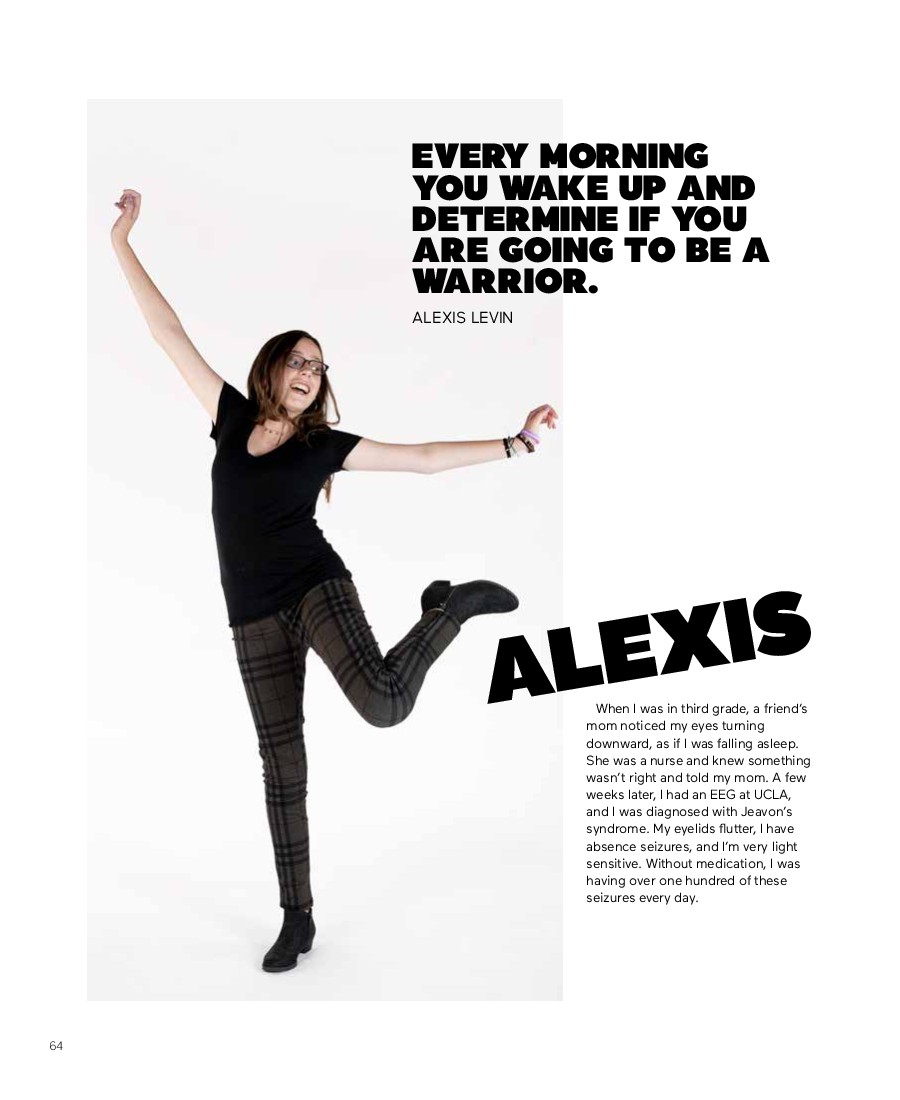 EVERY MORNING
YOU WAKE UP AND
DETERMINE IF YOU
ARE GOING TO BE A
WARRIOR.
ALEXIS LEVIN
ALEXIS
When I was in third grade, a friend’s
mom noticed my eyes turning
downward, as if I was falling asleep.
She was a nurse and knew something
wasn’t right and told my mom. A few
weeks later, I had an EEG at UCLA,
and I was diagnosed with Jeavon’s
syndrome. My eyelids flutter, I have
absence seizures, and I’m very light
sensitive. Without medication, I was
having over one hundred of these
seizures every day.
64